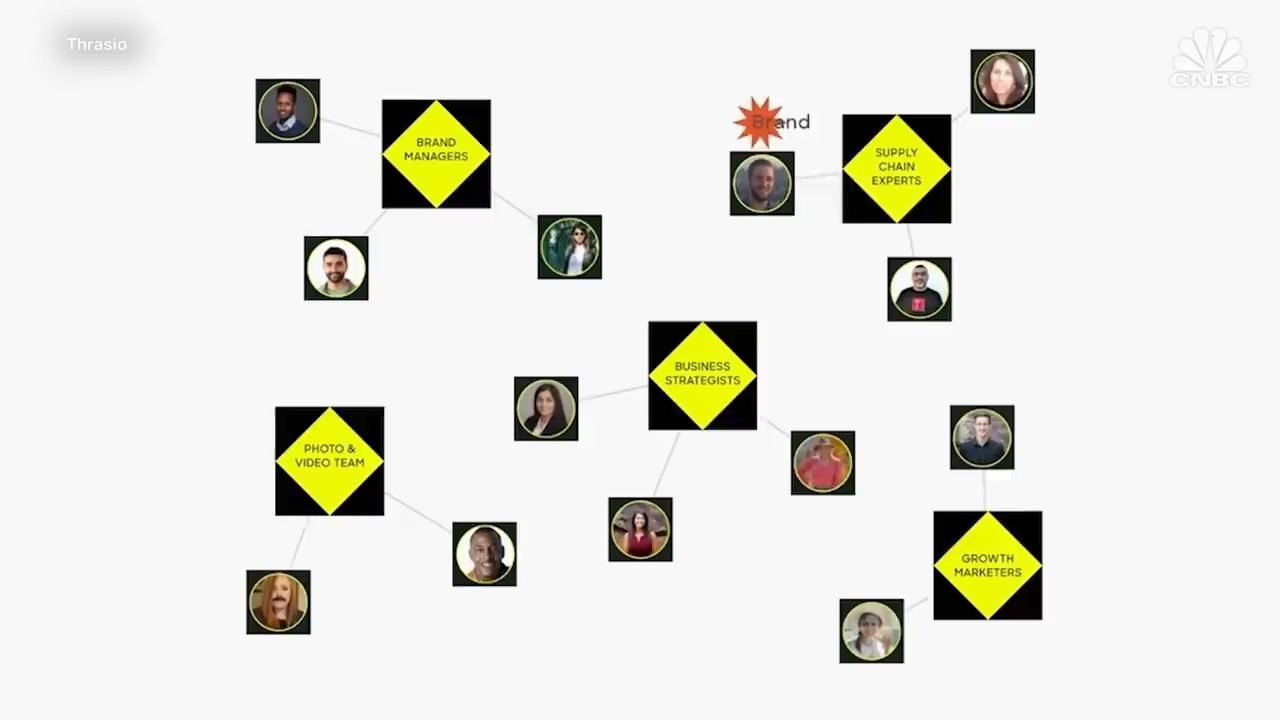 Thrasio
CNBC
BRAND
MANAGERS
Brand
SUPPLY
CHAIN
EXPERTS
BUSINESS
STRATEGISTS
PHOTO &
VIDEO TEAM
GROWTH
MARKETERS